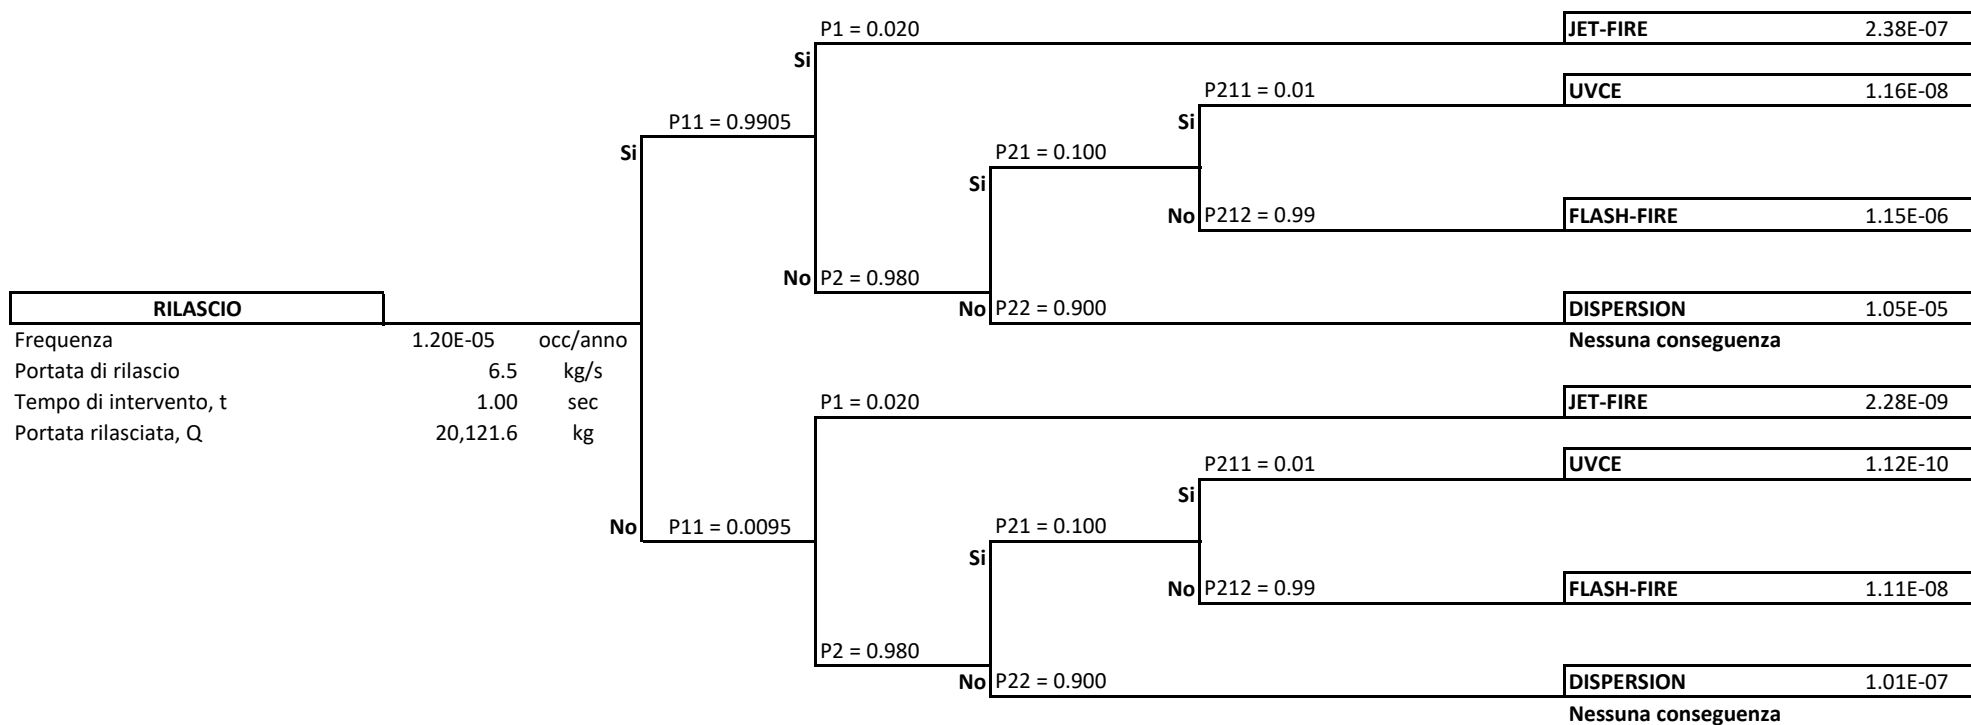 P1 = 0.020
JET-FIRE 2.38E-07
Si
P211 = 0.01
UVCE 1.16E-08
P11 = 0.9905
Si
Si
P21 = 0.100
Si
No P212 = 0.99
FLASH-FIRE 1.15E-06
No P2 = 0.980
RILASCIO
No P22 = 0.900
DISPERSION 1.05E-05
Nessuna conseguenza
Frequenza 1.20E-05 occ/anno
Portata di rilascio 6.5 kg/s
Tempo di intervento, t 1.00 sec
Portata rilasciata, Q 20,121.6 kg
P1 = 0.020
JET-FIRE 2.28E-09
P211 = 0.01
UVCE 1.12E-10
Si
No P11 = 0.0095
P21 = 0.100
Si
No P212 = 0.99
FLASH-FIRE 1.11E-08
P2 = 0.980
No P22 = 0.900
DISPERSION 1.01E-07
Nessuna conseguenza